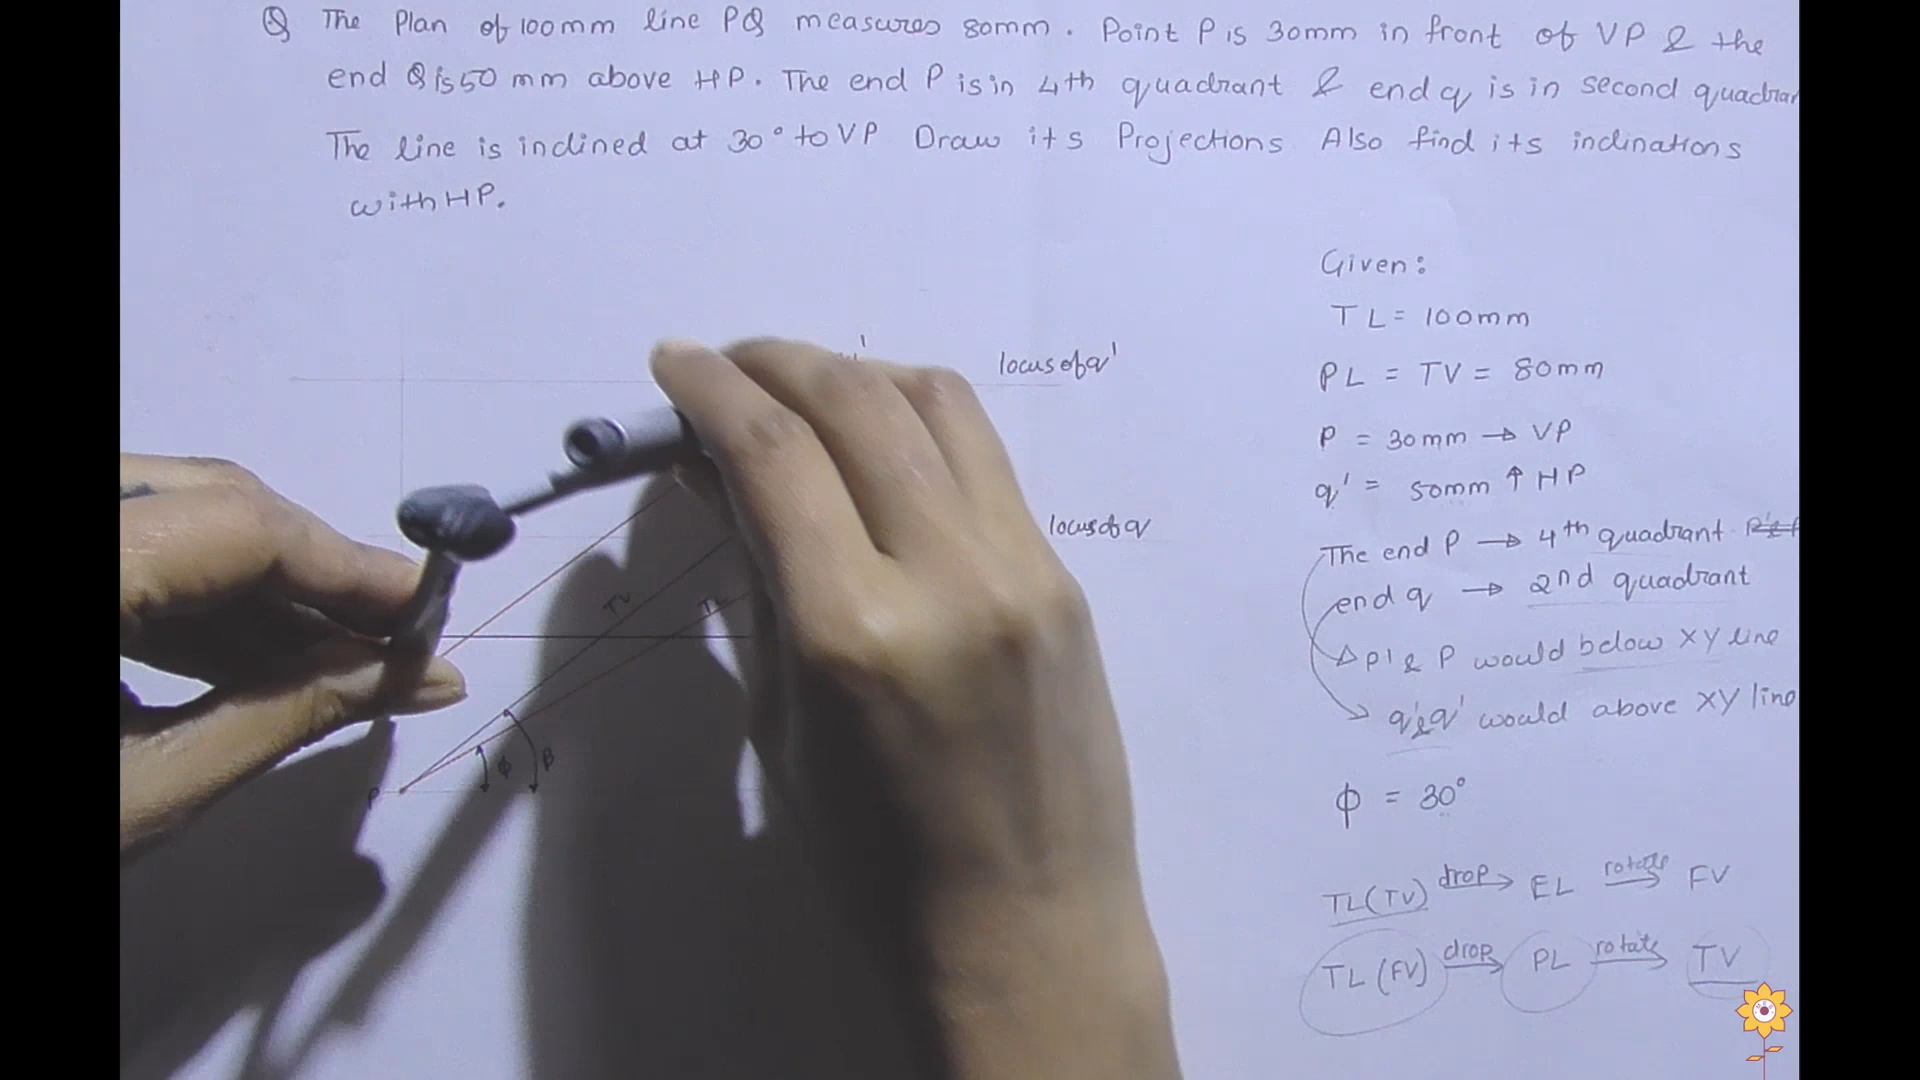 Q The Plan of 100mm line PQ measures 80mm. Point P is 30mm in front of VP & the
end Q is 50 mm above HP. The end P is in 4th quadrant & end q is in second quadran
The line is inclined at 30° to VP Draw its Projections Also find its inclinations
with HP.
Given:
TL = 100mm
PL = TV = 80mm
P = 30mm → VP
q' = 50mm ↑ HP
The end P → 4th quadrant
end q → 2nd quadrant
p' & P would below XY line
q & q' would above XY line
ϕ = 30°
TL(TV) drop→ EL rotate→ FV
TL (FV) drop→ PL rotate→ TV
locus of q'
locus of q
TL
TL
ϕ
β
P